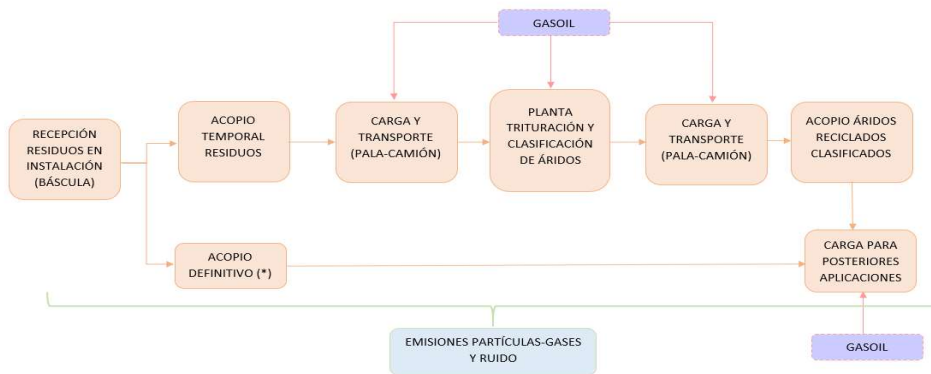 GASOIL
RECEPCIÓN
RESIDUOS EN
INSTALACIÓN
(BÁSCULA)
ACOPIO
TEMPORAL
RESIDUOS
CARGA Y
TRANSPORTE
(PALA-CAMIÓN)
PLANTA
TRITURACIÓN Y
CLASIFICACIÓN
DE ÁRIDOS
CARGA Y
TRANSPORTE
(PALA-CAMIÓN)
ACOPIO ÁRIDOS
RECICLADOS
CLASIFICADOS
ACOPIO
DEFINITIVO (*)
CARGA PARA
POSTERIORES
APLICACIONES
EMISIONES PARTÍCULAS-GASES
Y RUIDO
GASOIL